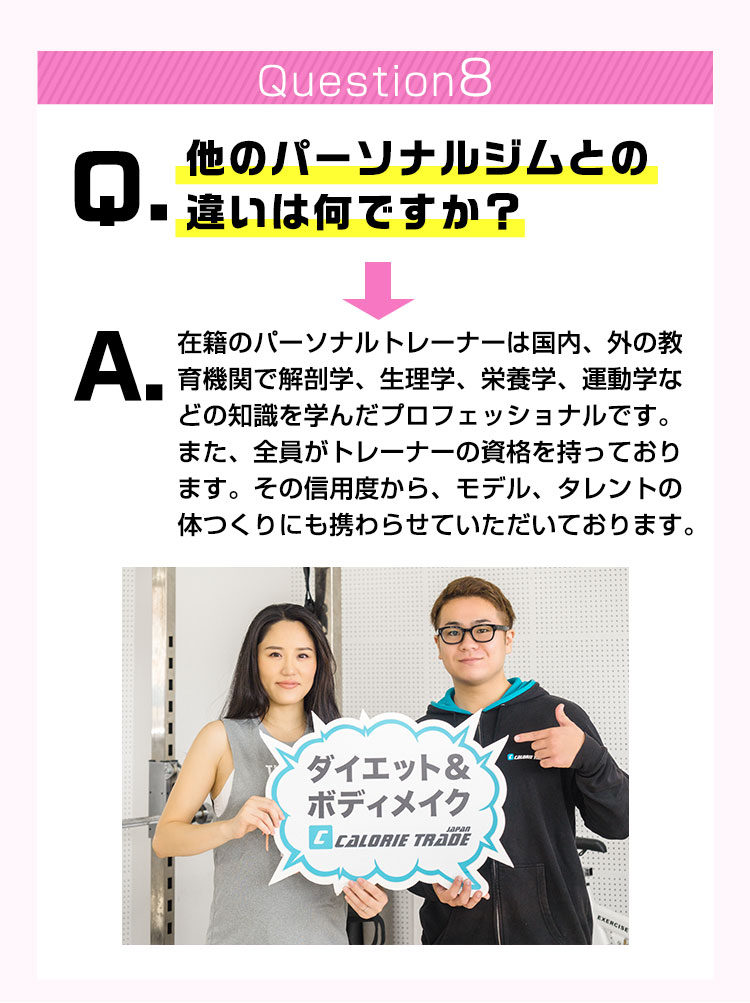 Question8
Q. 他のパーソナルジムとの
違いは何ですか？
A. 在籍のパーソナルトレーナーは国内、外の教
育機関で解剖学、生理学、栄養学、運動学な
どの知識を学んだプロフェッショナルです。
また、全員がトレーナーの資格を持っており
ます。その信用度から、モデル、タレントの
体つくりにも携わらせていただいております。
CALORIE
ダイエット&
ボディメイク
JAPAN
CALORIE TRADE
EXERCISE